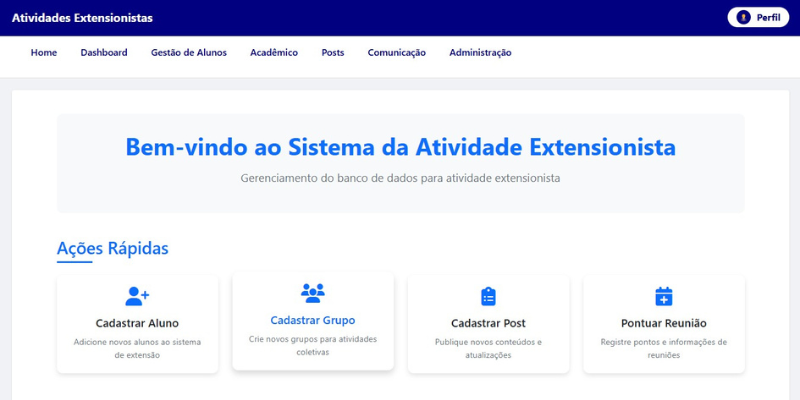 Atividades Extensionistas
Perfil
Home
Dashboard
Gestão de Alunos
Acadêmico
Posts
Comunicação
Administração
Bem-vindo ao Sistema da Atividade Extensionista
Gerenciamento do banco de dados para atividade extensionista
Ações Rápidas
Cadastrar Aluno
Adicione novos alunos ao sistema
de extensão
Cadastrar Grupo
Crie novos grupos para atividades
coletivas
Cadastrar Post
Publique novos conteúdos e
atualizações
Pontuar Reunião
Registre pontos e informações de
reuniões